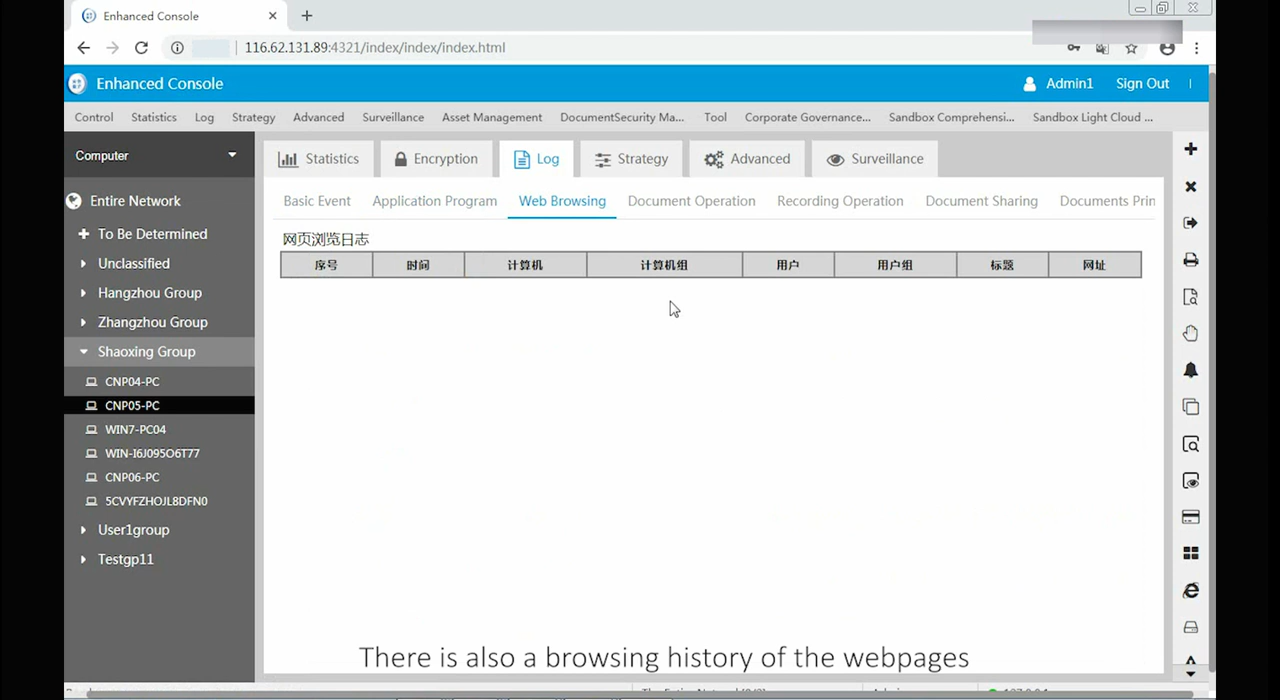 Enhanced Console
116.62.131.89:4321/index/index/index.html
Enhanced Console
Admin1
Sign Out
Control Statistics Log Strategy Advanced Surveillance Asset Management DocumentSecurity Ma... Tool Corporate Governance... Sandbox Comprehensi... Sandbox Light Cloud ...
Computer
Statistics Encryption Log Strategy Advanced Surveillance
Entire Network
To Be Determined
Unclassified
Hangzhou Group
Zhangzhou Group
Shaoxing Group
CNP04-PC
CNP05-PC
WIN7-PC04
WIN-I6J095O6T77
CNP06-PC
5CVYFZHOJL8DFN0
User1group
Testgp11
Basic Event Application Program Web Browsing Document Operation Recording Operation Document Sharing Documents Prin
网页浏览日志
序号 时间 计算机 计算机组 用户 用户组 标题 网址
There is also a browsing history of the webpages